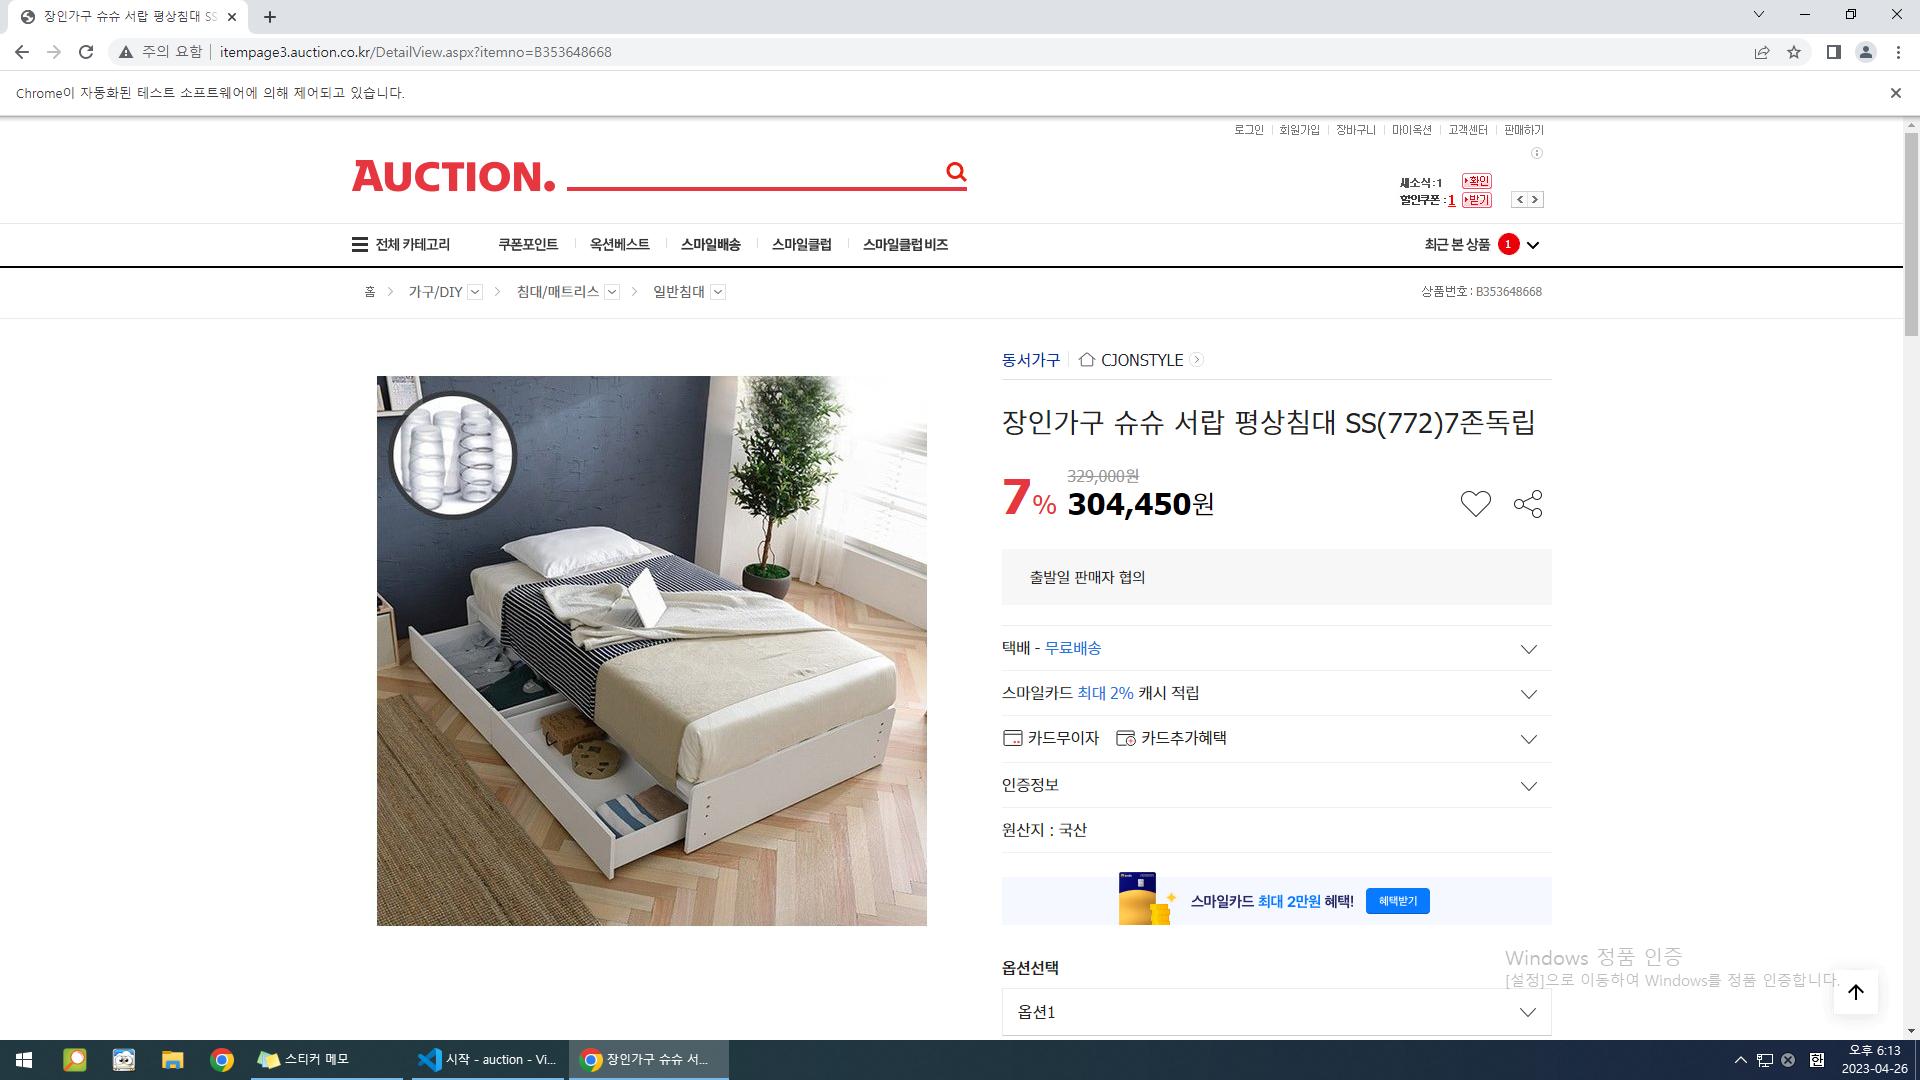 장인가구 슈슈 서랍 평상침대 SS
주의 요함 itempage3.auction.co.kr/DetailView.aspx?itemno=B353648668
Chrome이 자동화된 테스트 소프트웨어에 의해 제어되고 있습니다.
로그인 회원가입 장바구니 마이옥션 고객센터 판매하기
AUCTION.
새소식:1 확인
할인쿠폰 : 1 받기
전체 카테고리 쿠폰포인트 옥션베스트 스마일배송 스마일클럽 스마일클럽 비즈 최근 본 상품 1
홈 가구/DIY 침대/매트리스 일반침대 상품번호 : B353648668
동서가구 CJONSTYLE
장인가구 슈슈 서랍 평상침대 SS(772)7존독립
329,000원
7% 304,450원
출발일 판매자 협의
택배 - 무료배송
스마일카드 최대 2% 캐시 적립
카드무이자 카드추가혜택
인증정보
원산지 : 국산
스마일카드 최대 2만원 혜택! 혜택받기
Windows 정품 인증
[설정]으로 이동하여 Windows를 정품 인증합니다.
옵션선택
옵션1
스티커 메모 시작 - auction - Vi... 장인가구 슈슈 서... 한 오후 6:13
2023-04-26